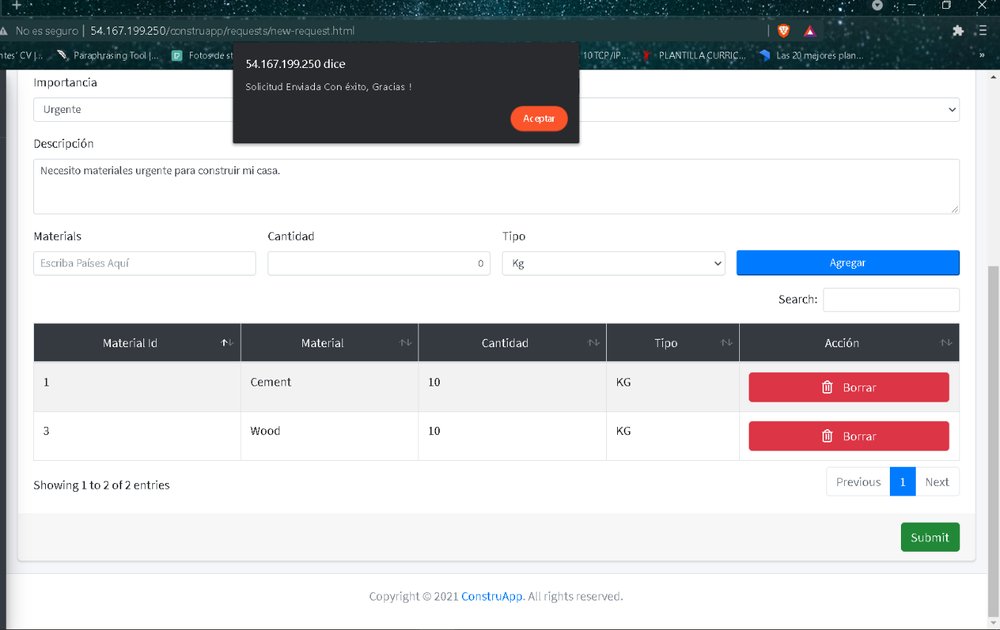 No es seguro | 54.167.199.250/construapp/requests/new-request.html
ntes' CV |... Paraphrasing Tool |... Fotos de st 10 TCP/IP... PLANTILLA CURRIC... Las 20 mejores plan... »
54.167.199.250 dice
Solicitud Enviada Con éxito, Gracias !
Aceptar
Importancia
Urgente
Descripción
Necesito materiales urgente para construir mi casa.
Materials Cantidad Tipo
Escriba Países Aquí 0 Kg Agregar
Search:
Material Id Material Cantidad Tipo Acción
1 Cement 10 KG Borrar
3 Wood 10 KG Borrar
Showing 1 to 2 of 2 entries Previous 1 Next
Submit
Copyright © 2021 ConstruApp. All rights reserved.